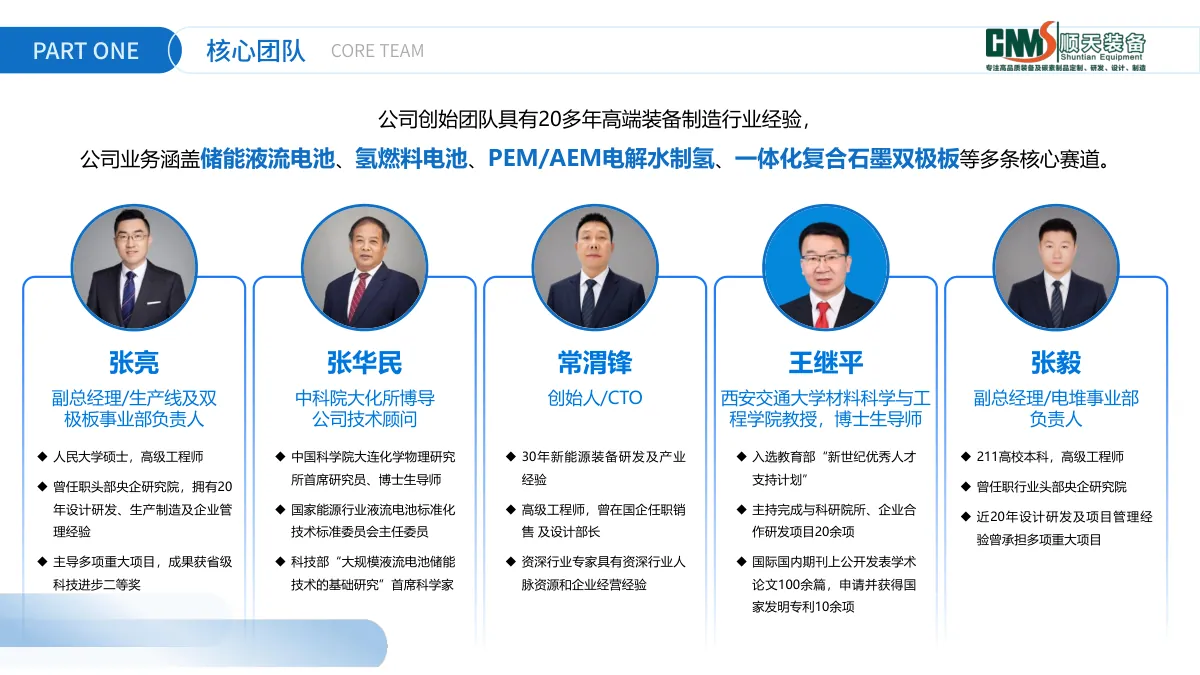 PART ONE
核心团队
CORE TEAM
CNMS 顺天装备
Shuntian Equipment
专注高品质装备及碳素制品定制、研发、设计、制造
公司创始团队具有20多年高端装备制造行业经验，
公司业务涵盖储能液流电池、氢燃料电池、PEM/AEM电解水制氢、一体化复合石墨双极板等多条核心赛道。
张亮
副总经理/生产线及双
极板事业部负责人
◆ 人民大学硕士，高级工程师
◆ 曾任职头部央企研究院，拥有20
年设计研发、生产制造及企业管
理经验
◆ 主导多项重大项目，成果获省级
科技进步二等奖
张华民
中科院大化所博导
公司技术顾问
◆ 中国科学院大连化学物理研究
所首席研究员、博士生导师
◆ 国家能源行业液流电池标准化
技术标准委员会主任委员
◆ 科技部“大规模液流电池储能
技术的基础研究”首席科学家
常渭锋
创始人/CTO
◆ 30年新能源装备研发及产业
经验
◆ 高级工程师，曾在国企任职销
售 及设计部长
◆ 资深行业专家具有资深行业人
脉资源和企业经营经验
王继平
西安交通大学材料科学与工
程学院教授，博士生导师
◆ 入选教育部“新世纪优秀人才
支持计划”
◆ 主持完成与科研院所、企业合
作研发项目20余项
◆ 国际国内期刊上公开发表学术
论文100余篇，申请并获得国
家发明专利10余项
张毅
副总经理/电堆事业部
负责人
◆ 211高校本科，高级工程师
◆ 曾任职行业头部央企研究院
◆ 近20年设计研发及项目管理经
验曾承担多项重大项目